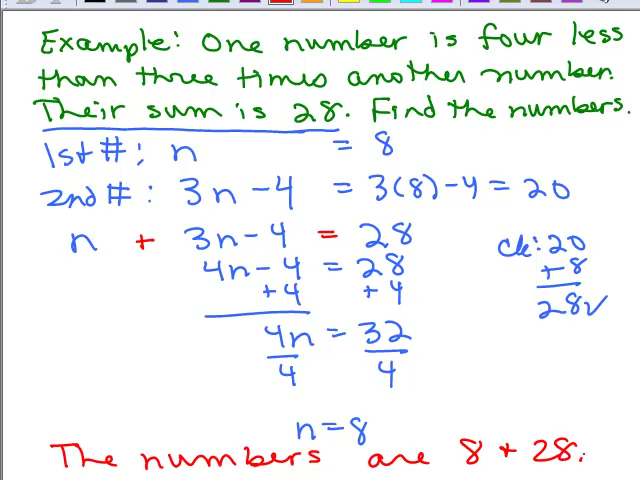 Example: One number is four less
than three times another number.
Their sum is 28. Find the numbers.
1st #: n = 8
2nd #: 3n - 4 = 3(8) - 4 = 20
n + 3n - 4 = 28
4n - 4 = 28
+4 +4
4n = 32
4 4
n = 8
ck: 20
+ 8
28 ✓
The numbers are 8 + 28.